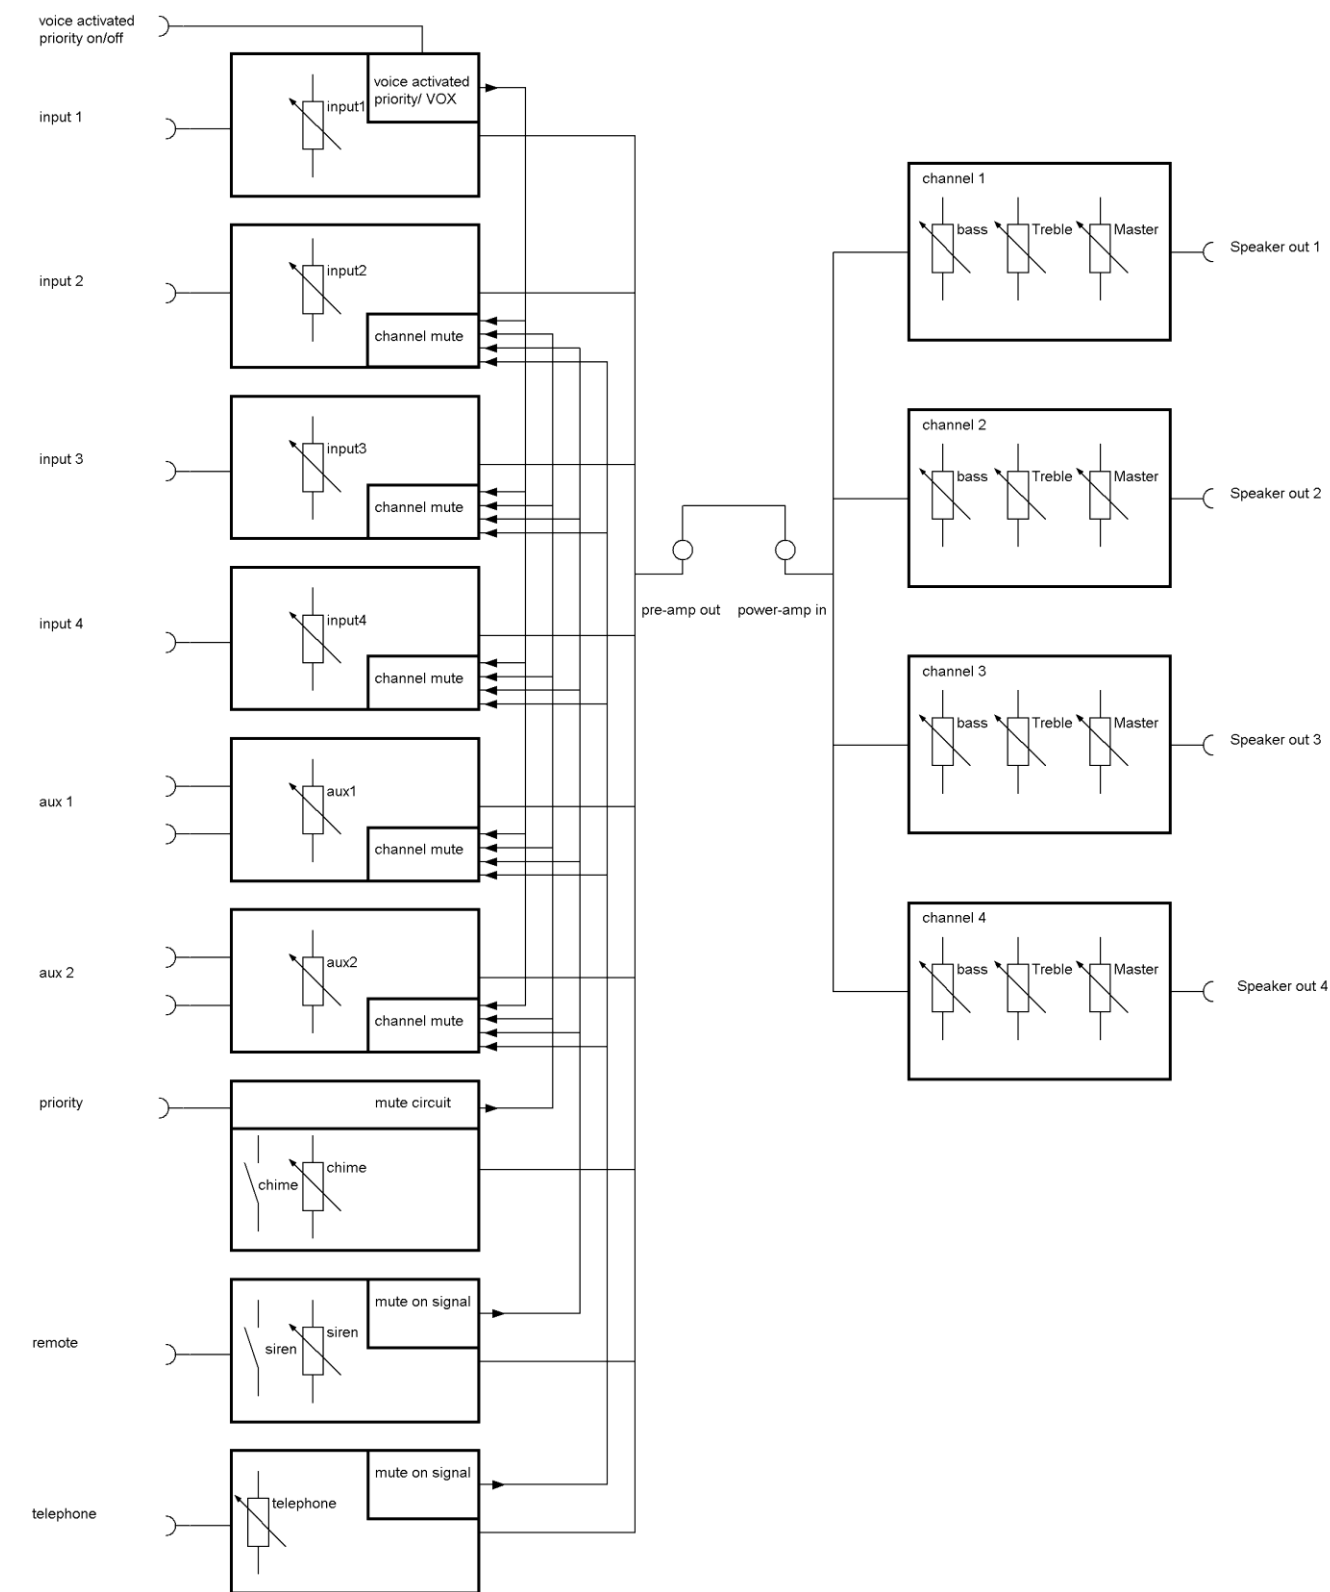 voice activated
priority on/off
voice activated
priority/ VOX
input1
input 1
input 2
input2
channel mute
input 3
input3
channel mute
input 4
input4
channel mute
aux 1
aux1
channel mute
aux 2
aux2
channel mute
priority
mute circuit
chime
chime
remote
mute on signal
siren
siren
telephone
mute on signal
telephone
pre-amp out
power-amp in
channel 1
bass
Treble
Master
Speaker out 1
channel 2
bass
Treble
Master
Speaker out 2
channel 3
bass
Treble
Master
Speaker out 3
channel 4
bass
Treble
Master
Speaker out 4